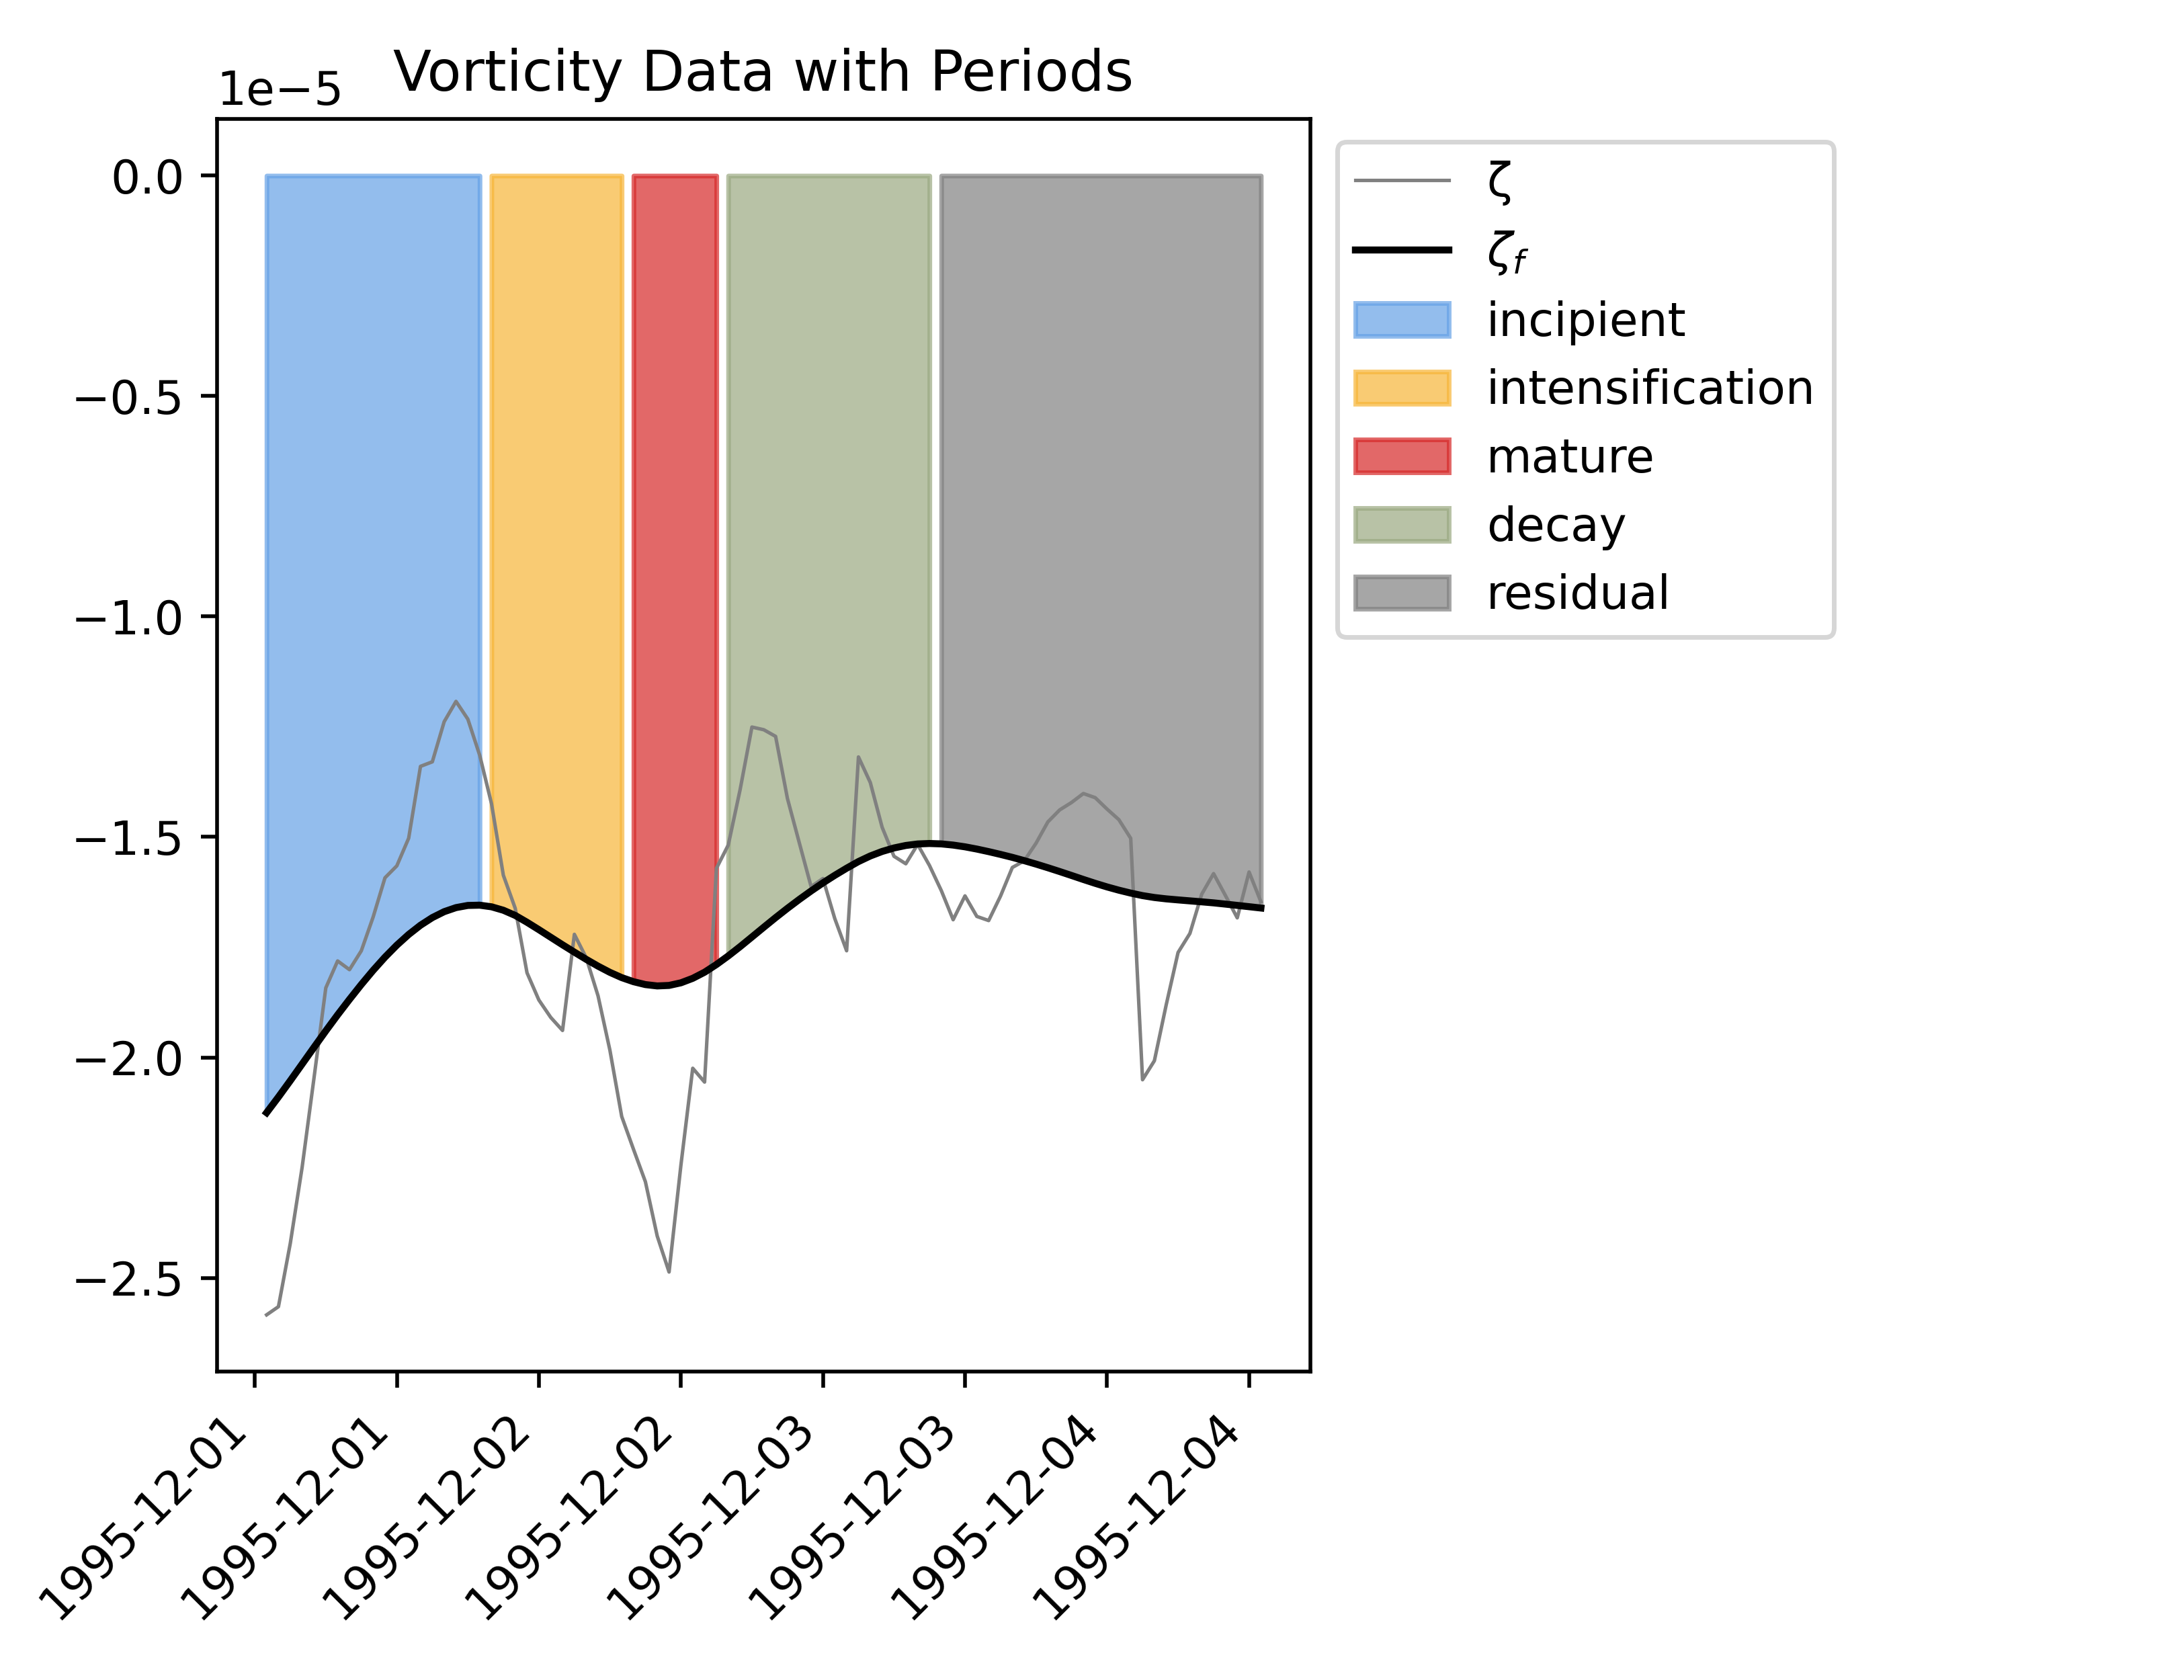 Vorticity Data with Periods
1e−5
0.0
−0.5
−1.0
−1.5
−2.0
−2.5
1995-12-01
1995-12-01
1995-12-02
1995-12-02
1995-12-03
1995-12-03
1995-12-04
1995-12-04
ζ
ζf
incipient
intensification
mature
decay
residual